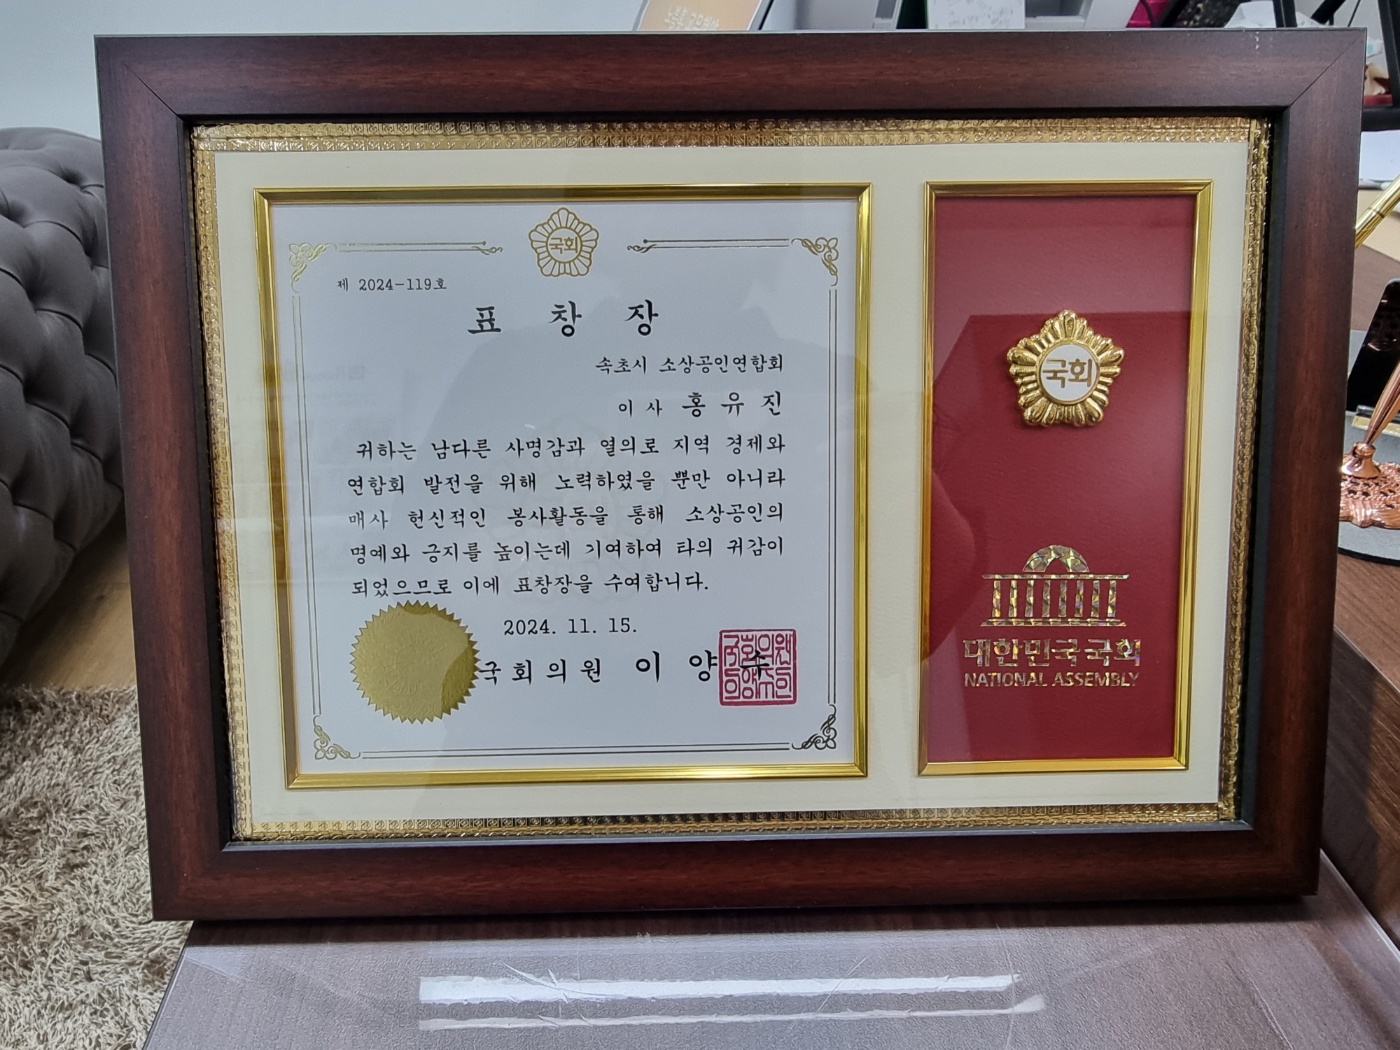 국회
제 2024-119호
표 창 장
속초시 소상공인연합회
이 사 홍 유 진
귀하는 남다른 사명감과 열의로 지역 경제와
연합회 발전을 위해 노력하였을 뿐만 아니라
매사 헌신적인 봉사활동을 통해 소상공인의
명예와 긍지를 높이는데 기여하여 타의 귀감이
되었으므로 이에 표창장을 수여합니다.
2024. 11. 15.
국회의원 이 양 수
국회
대한민국국회
NATIONAL ASSEMBLY